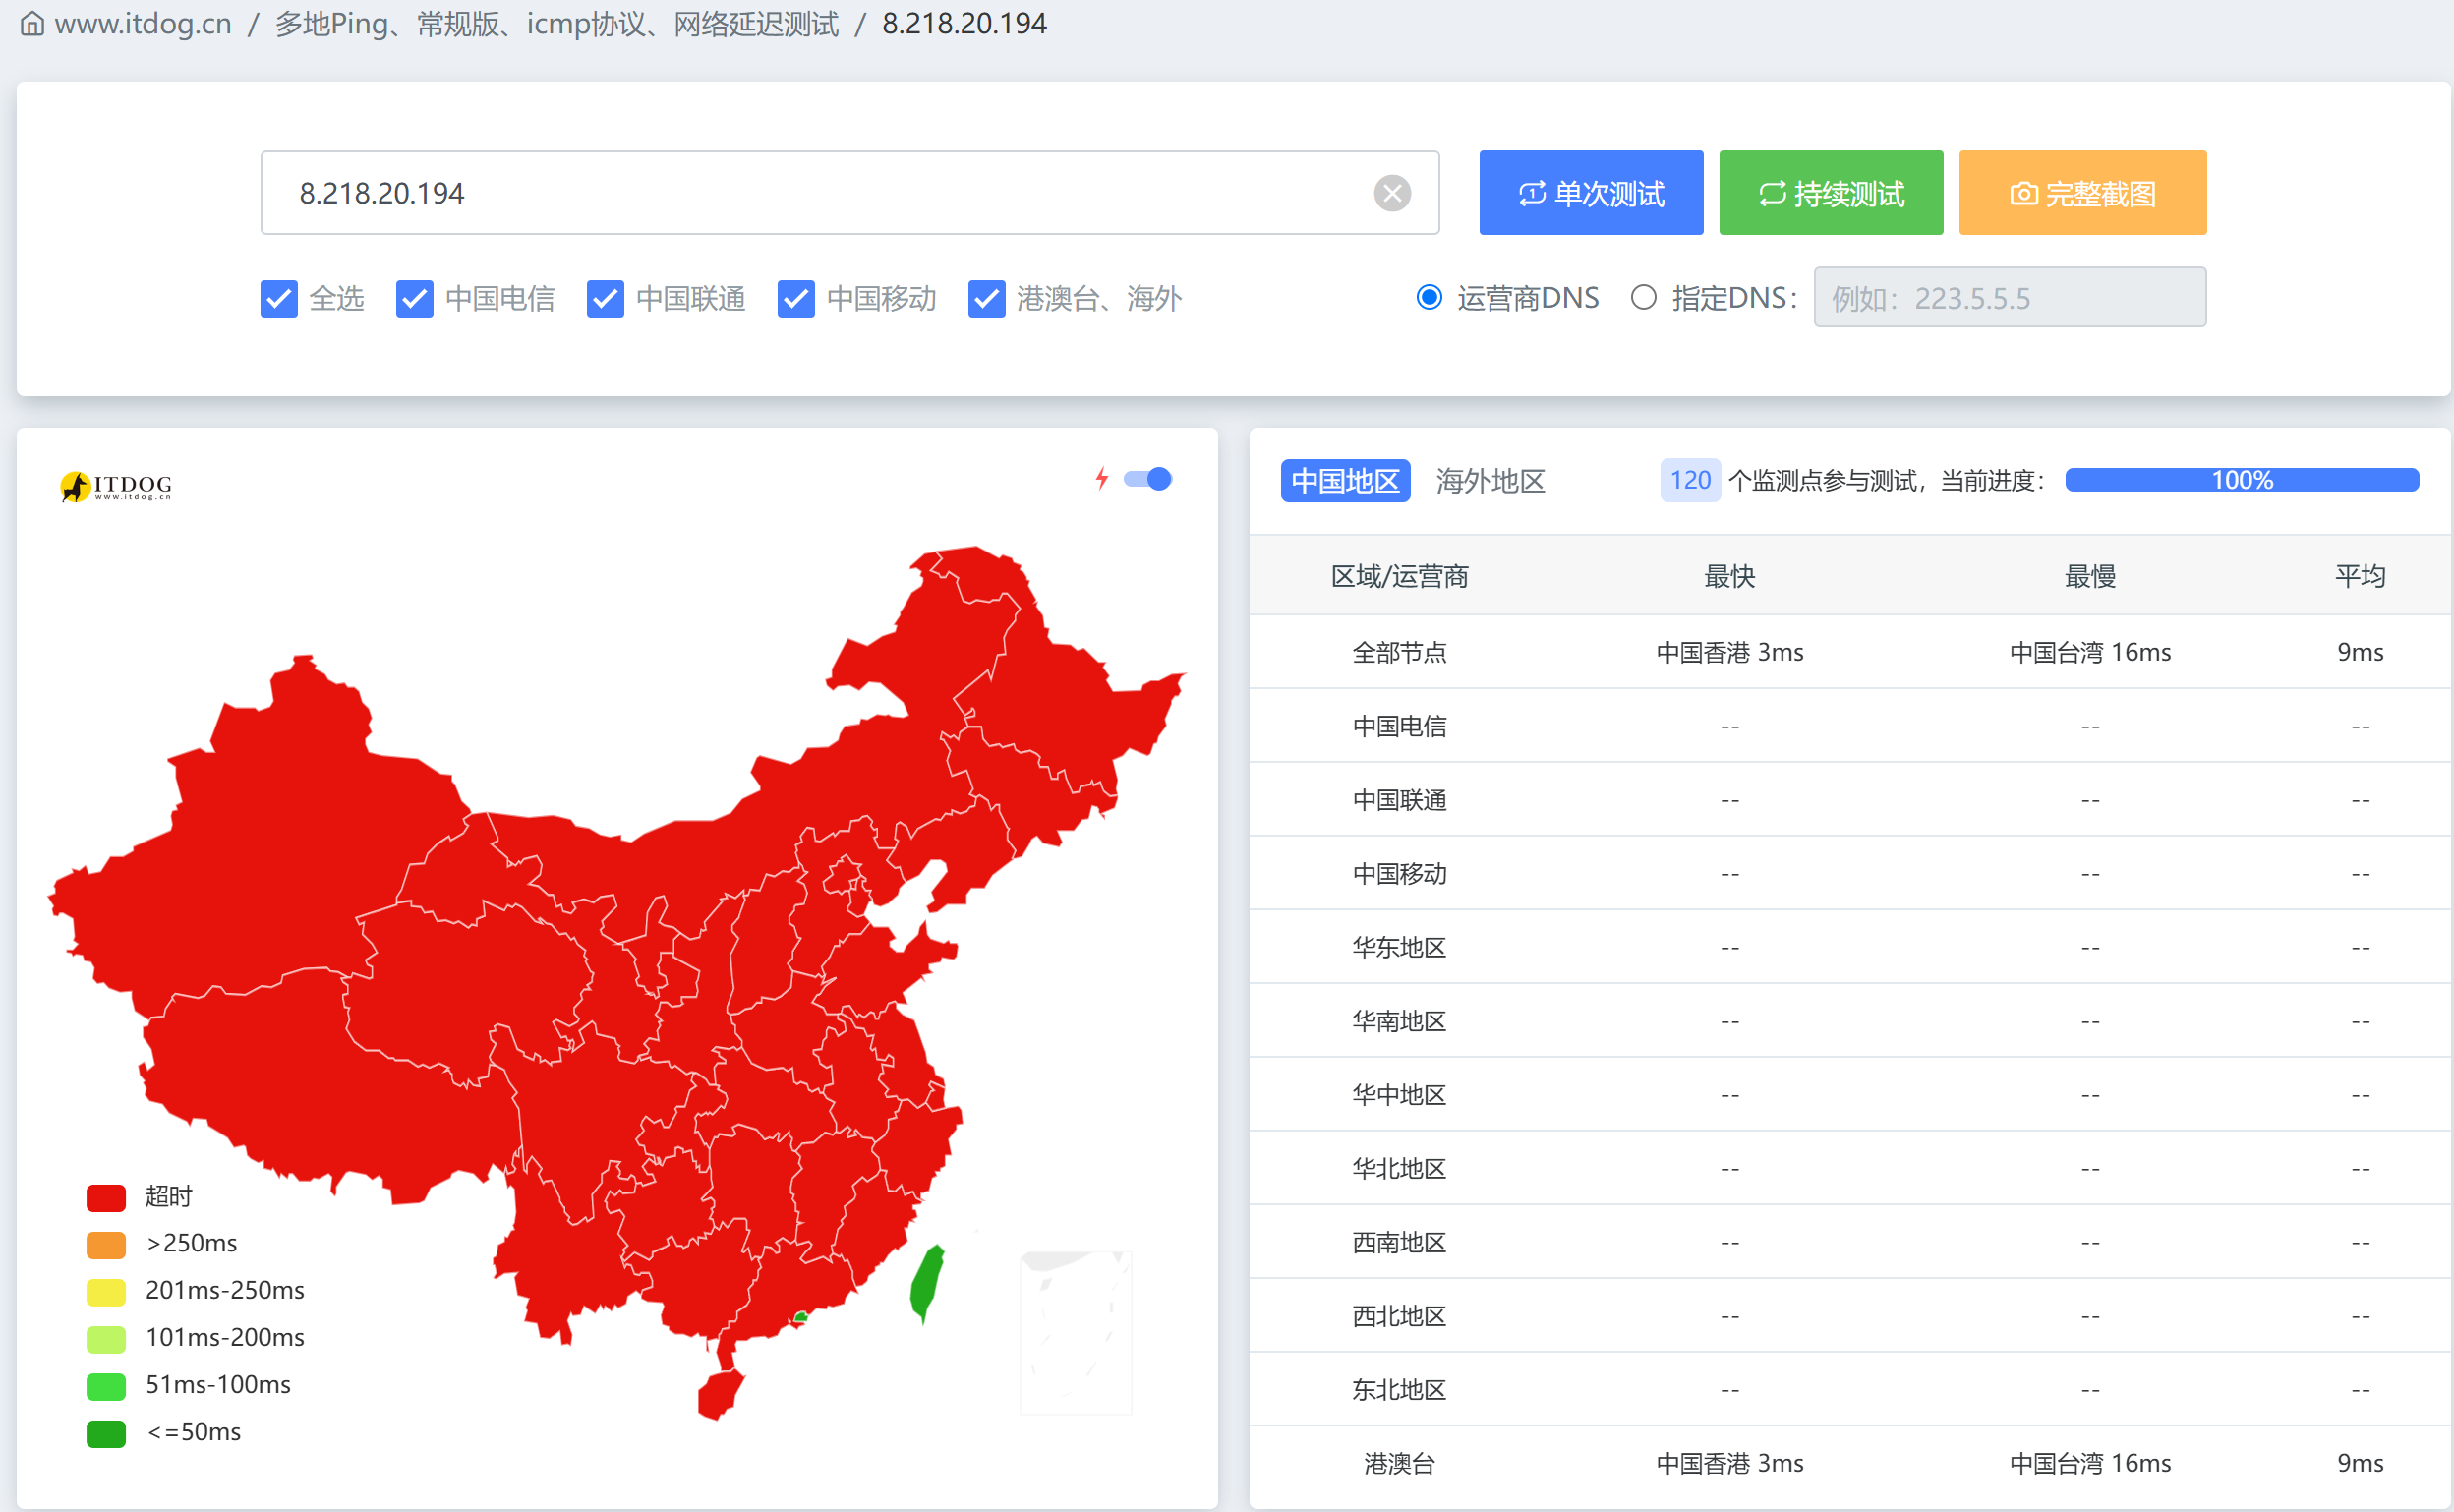 www.itdog.cn / 多地Ping、常规版、icmp协议、网络延迟测试 / 8.218.20.194
8.218.20.194
单次测试
持续测试
完整截图
全选 中国电信 中国联通 中国移动 港澳台、海外
运营商DNS 指定DNS： 例如：223.5.5.5
ITDOG
www.itdog.cn
超时
>250ms
201ms-250ms
101ms-200ms
51ms-100ms
<=50ms
中国地区 海外地区 120 个监测点参与测试，当前进度： 100%
区域/运营商 最快 最慢 平均
全部节点 中国香港 3ms 中国台湾 16ms 9ms
中国电信 -- -- --
中国联通 -- -- --
中国移动 -- -- --
华东地区 -- -- --
华南地区 -- -- --
华中地区 -- -- --
华北地区 -- -- --
西南地区 -- -- --
西北地区 -- -- --
东北地区 -- -- --
港澳台 中国香港 3ms 中国台湾 16ms 9ms